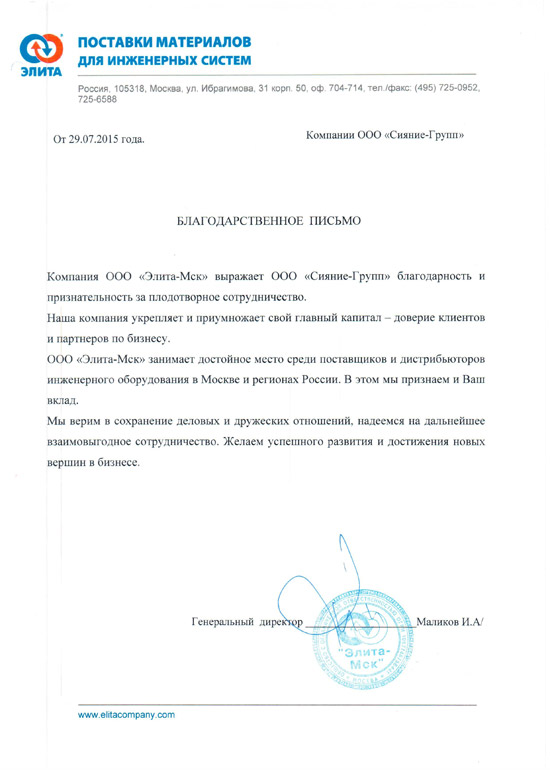 ЭЛИТА
ПОСТАВКИ МАТЕРИАЛОВ
ДЛЯ ИНЖЕНЕРНЫХ СИСТЕМ
Россия, 105318, Москва, ул. Ибрагимова, 31 корп. 50, оф. 704-714, тел./факс: (495) 725-0952,
725-6588
От 29.07.2015 года.
Компании ООО «Сияние-Групп»
БЛАГОДАРСТВЕННОЕ ПИСЬМО
Компания ООО «Элита-Мск» выражает ООО «Сияние-Групп» благодарность и
признательность за плодотворное сотрудничество.
Наша компания укрепляет и приумножает свой главный капитал – доверие клиентов
и партнеров по бизнесу.
ООО «Элита-Мск» занимает достойное место среди поставщиков и дистрибьюторов
инженерного оборудования в Москве и регионах России. В этом мы признаем и Ваш
вклад.
Мы верим в сохранение деловых и дружеских отношений, надеемся на дальнейшее
взаимовыгодное сотрудничество. Желаем успешного развития и достижения новых
вершин в бизнесе.
Генеральный директор Маликов И.А/
"Элита-
Мск"
МОСКВА
www.elitacompany.com